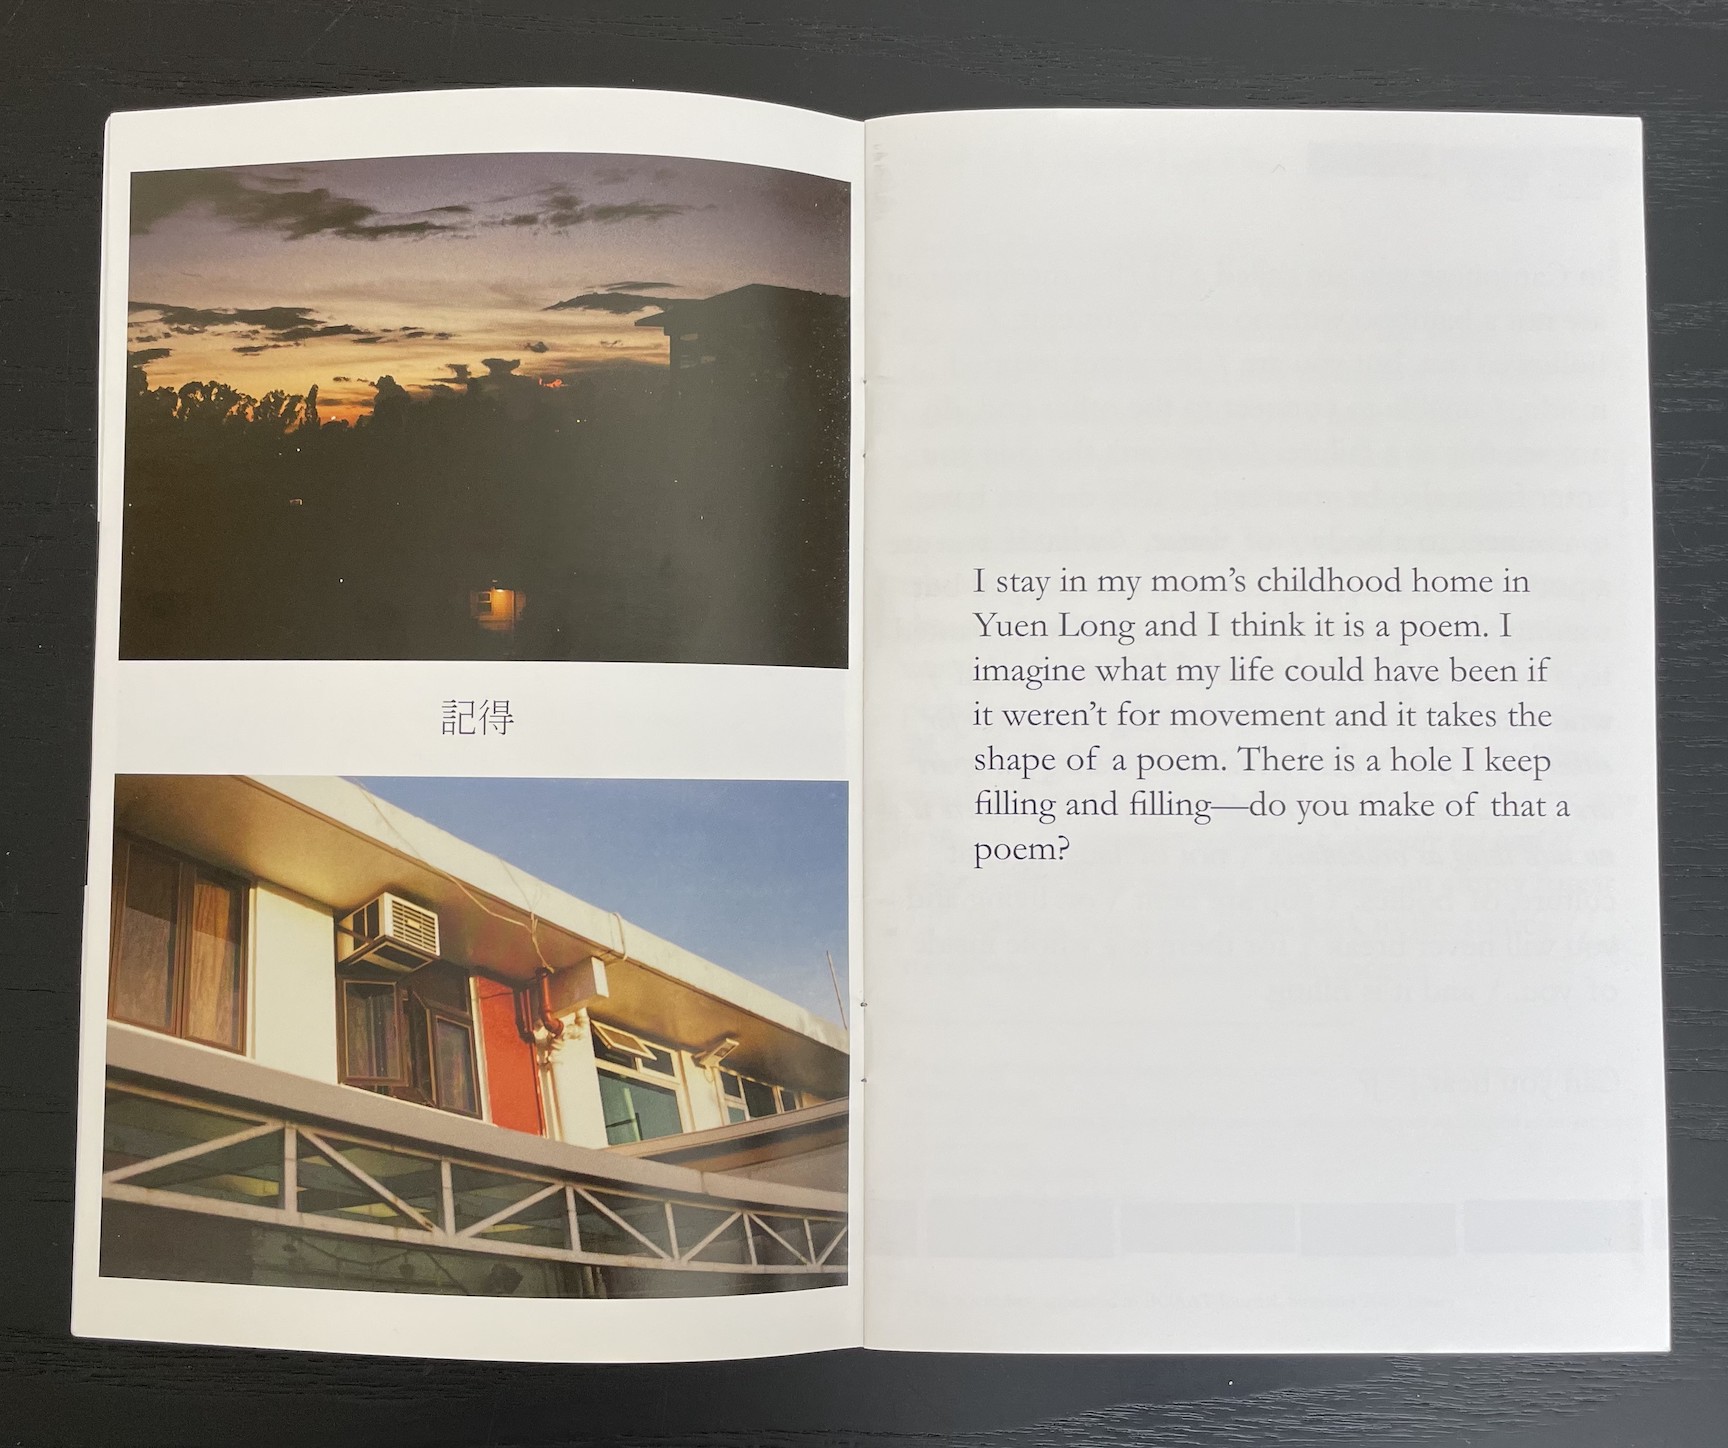 記得
I stay in my mom’s childhood home in
Yuen Long and I think it is a poem. I
imagine what my life could have been if
it weren’t for movement and it takes the
shape of a poem. There is a hole I keep
filling and filling—do you make of that a
poem?